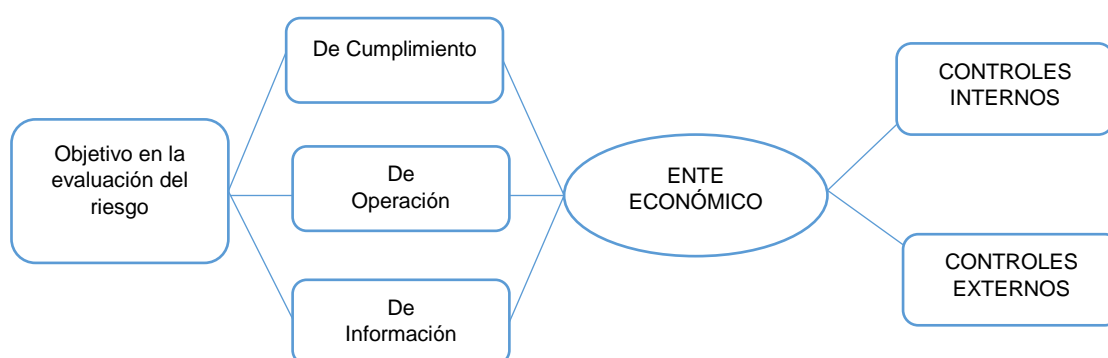 Objetivo en la
evaluación del
riesgo
De Cumplimiento
De
Operación
De
Información
ENTE
ECONÓMICO
CONTROLES
INTERNOS
CONTROLES
EXTERNOS